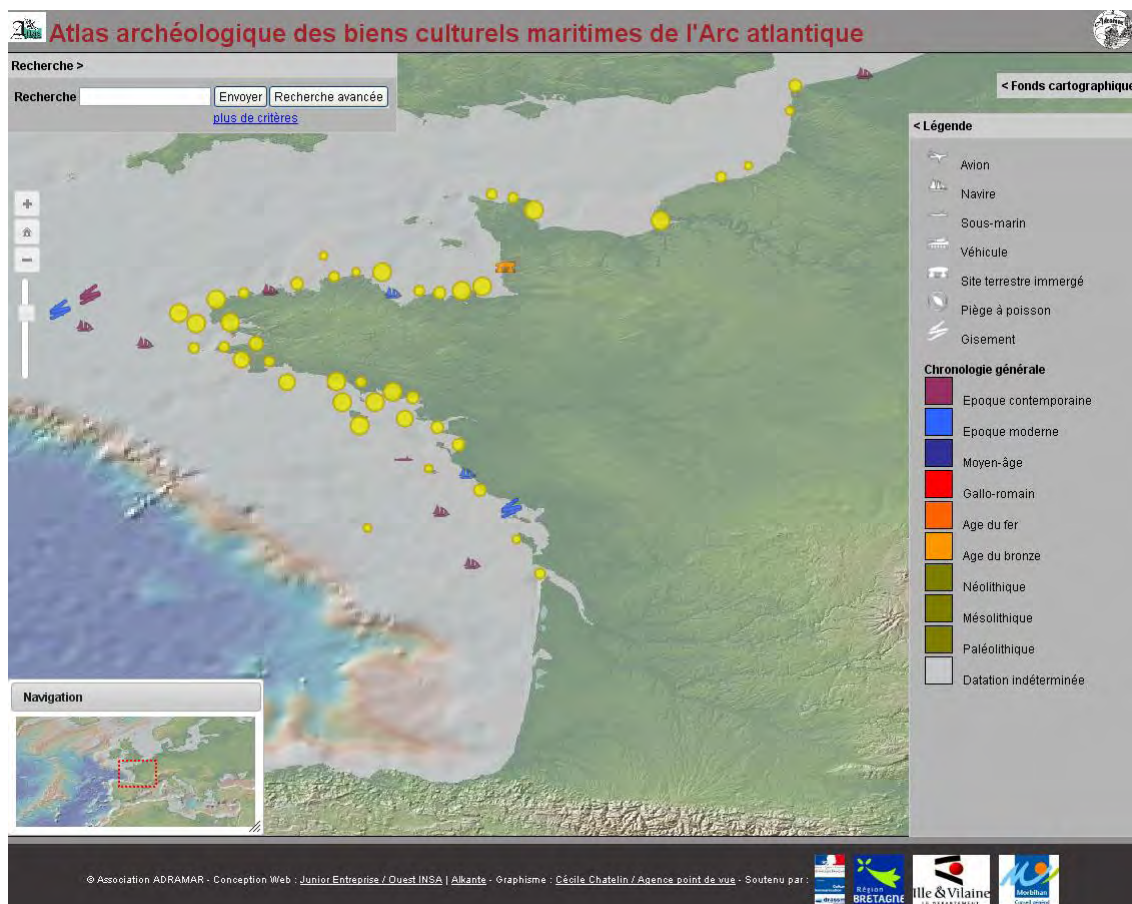 Atlas archéologique des biens culturels maritimes de l'Arc atlantique
Recherche >
Recherche
Envoyer
Recherche avancée
plus de critères
< Fonds cartographique
< Légende
Avion
Navire
Sous-marin
Véhicule
Site terrestre immergé
Piège à poisson
Gisement
Chronologie générale
Epoque contemporaine
Epoque moderne
Moyen-âge
Gallo-romain
Age du fer
Age du bronze
Néolithique
Mésolithique
Paléolithique
Datation indéterminée
Navigation
© Association ADRAMAR - Conception Web : Junior Entreprise / Ouest INSA | Alkante - Graphisme : Cécile Chatelin / Agence point de vue - Soutenu par :
Région
BRETAGNE
Ille & Vilaine
Morbihan
Conseil général